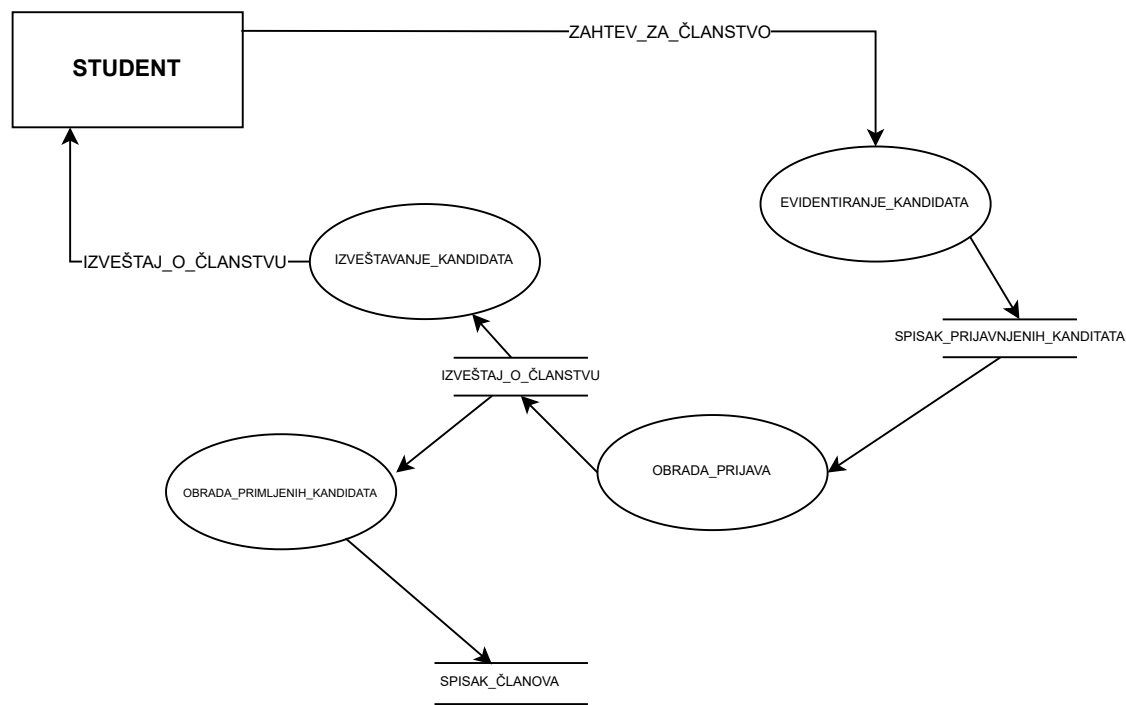 ZAHTEV_ZA_ČLANSTVO
STUDENT
EVIDENTIRANJE_KANDIDATA
IZVEŠTAVANJE_KANDIDATA
IZVEŠTAJ_O_ČLANSTVU
SPISAK_PRIJAVNJENIH_KANDITATA
IZVEŠTAJ_O_ČLANSTVU
OBRADA_PRIJAVA
OBRADA_PRIMLJENIH_KANDIDATA
SPISAK_ČLANOVA